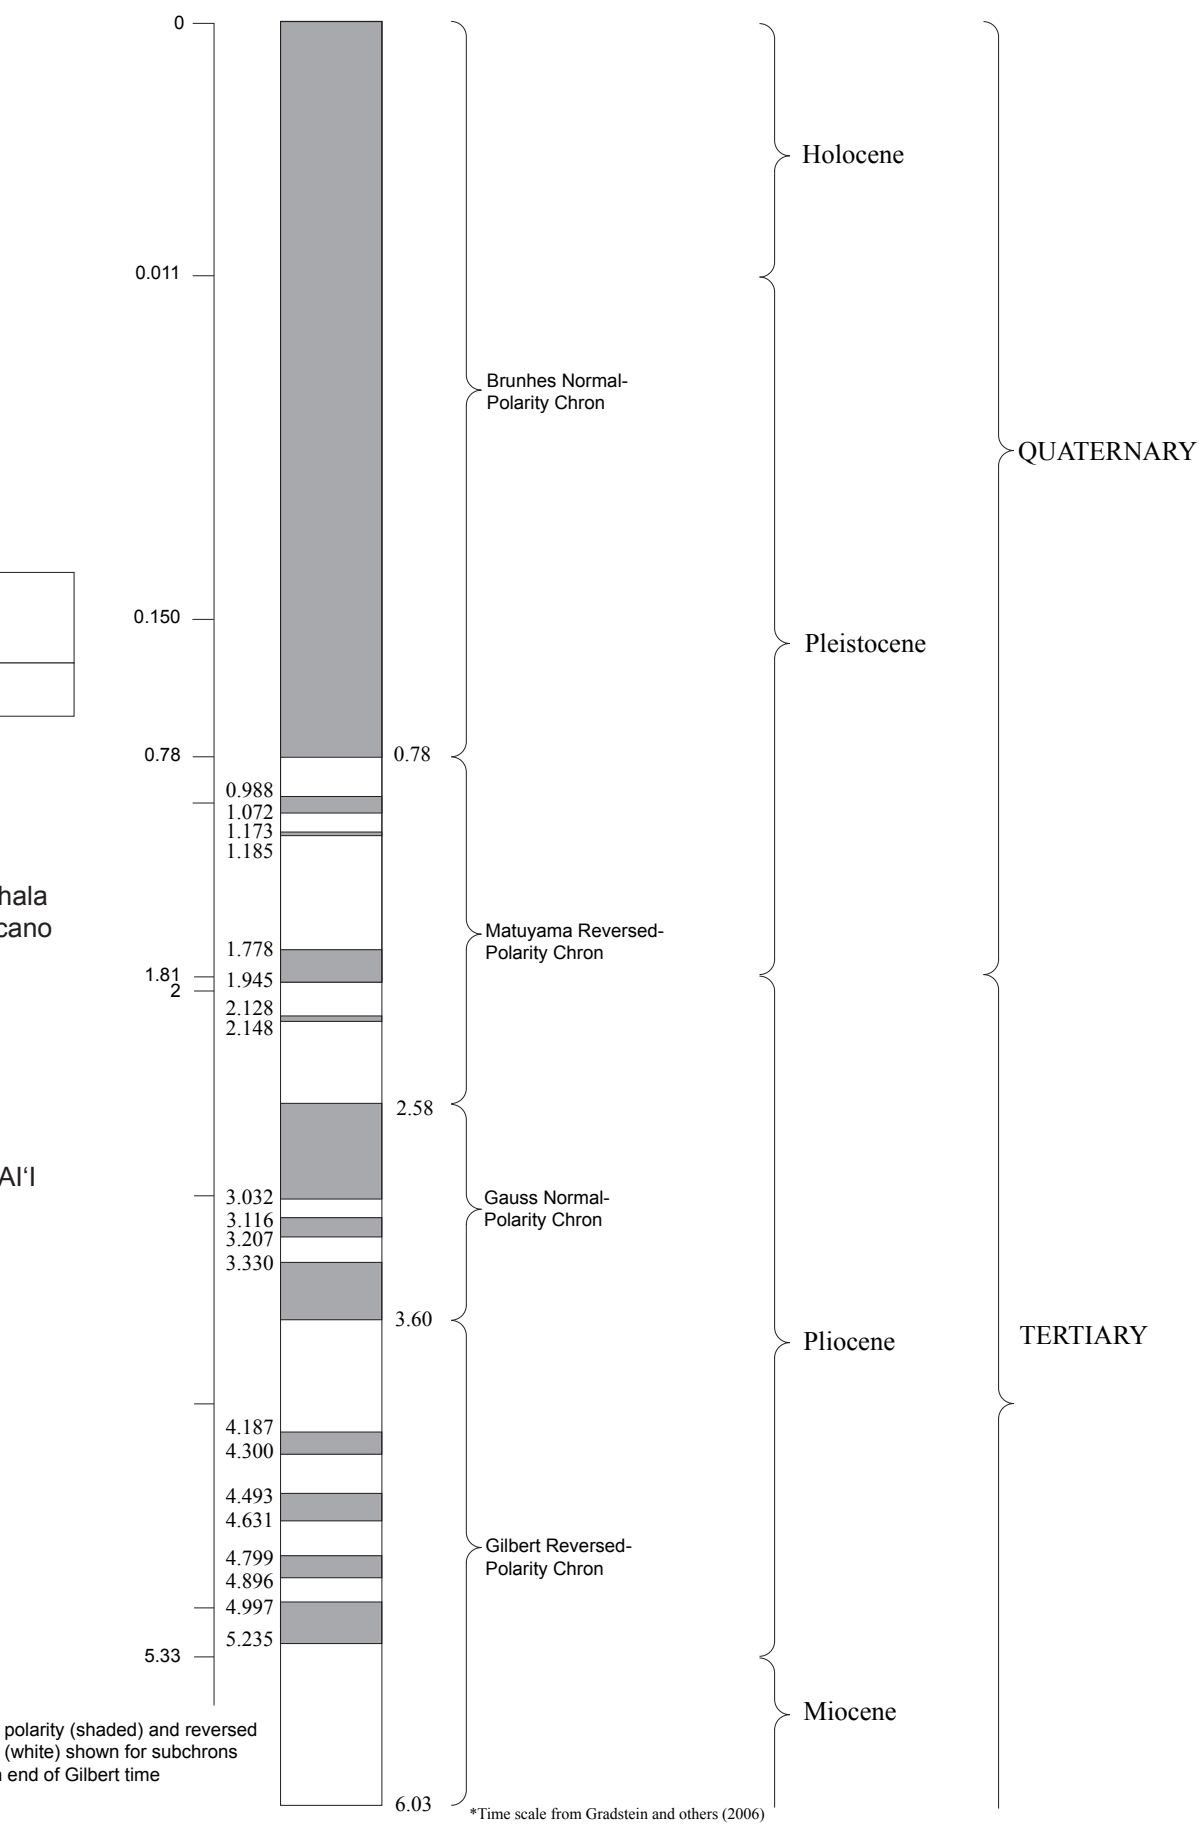 0
Holocene
0.011
Brunhes Normal-
Polarity Chron
QUATERNARY
0.150
Pleistocene
0.78
0.78
0.988
1.072
1.173
1.185
hala
cano
Matuyama Reversed-
Polarity Chron
1.778
1.81
1.945
2
2.128
2.148
2.58
AI‘I
3.032
Gauss Normal-
Polarity Chron
3.116
3.207
3.330
3.60
Pliocene
TERTIARY
4.187
4.300
4.493
4.631
Gilbert Reversed-
Polarity Chron
4.799
4.896
4.997
5.235
5.33
Miocene
polarity (shaded) and reversed
(white) shown for subchrons
end of Gilbert time
6.03
*Time scale from Gradstein and others (2006)